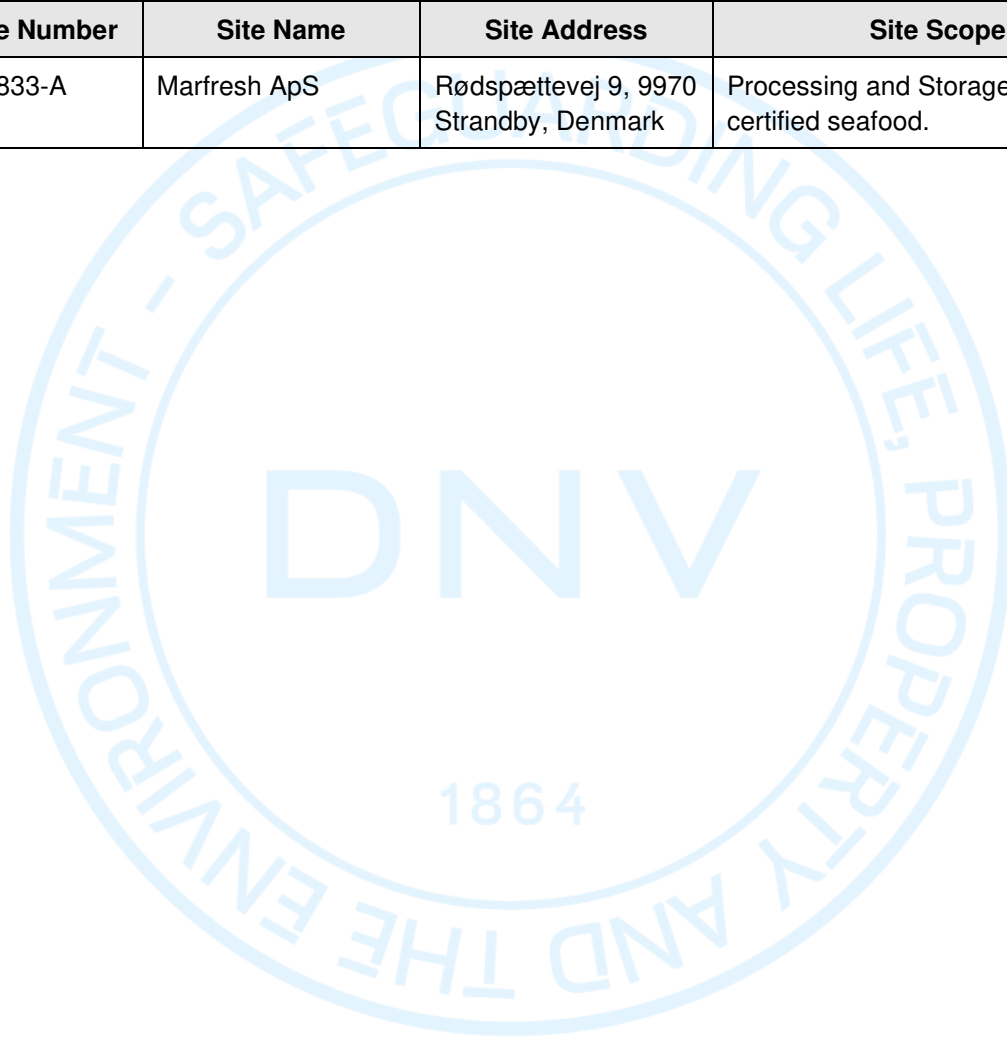 e Number Site Name Site Address Site Scope
833-A Marfresh ApS Rødspættevej 9, 9970 Processing and Storage
Strandby, Denmark certified seafood.
SAFEGUARDING LIFE, PROPERTY AND THE ENVIRONMENT -
DNV
1864